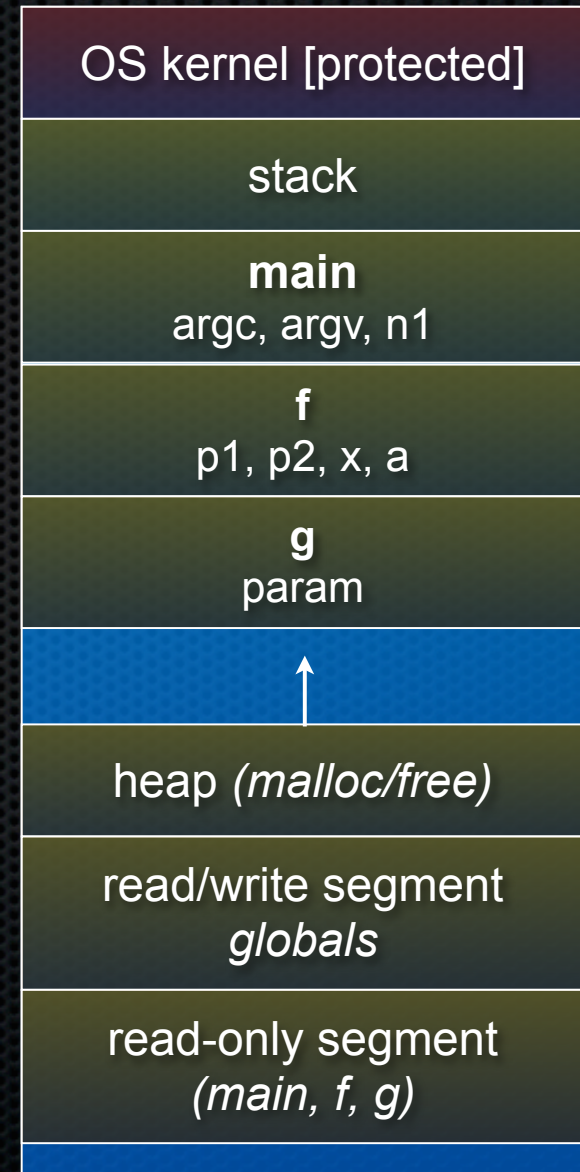 OS kernel [protected]
stack
main
argc, argv, n1
f
p1, p2, x, a
g
param
heap (malloc/free)
read/write segment
globals
read-only segment
(main, f, g)